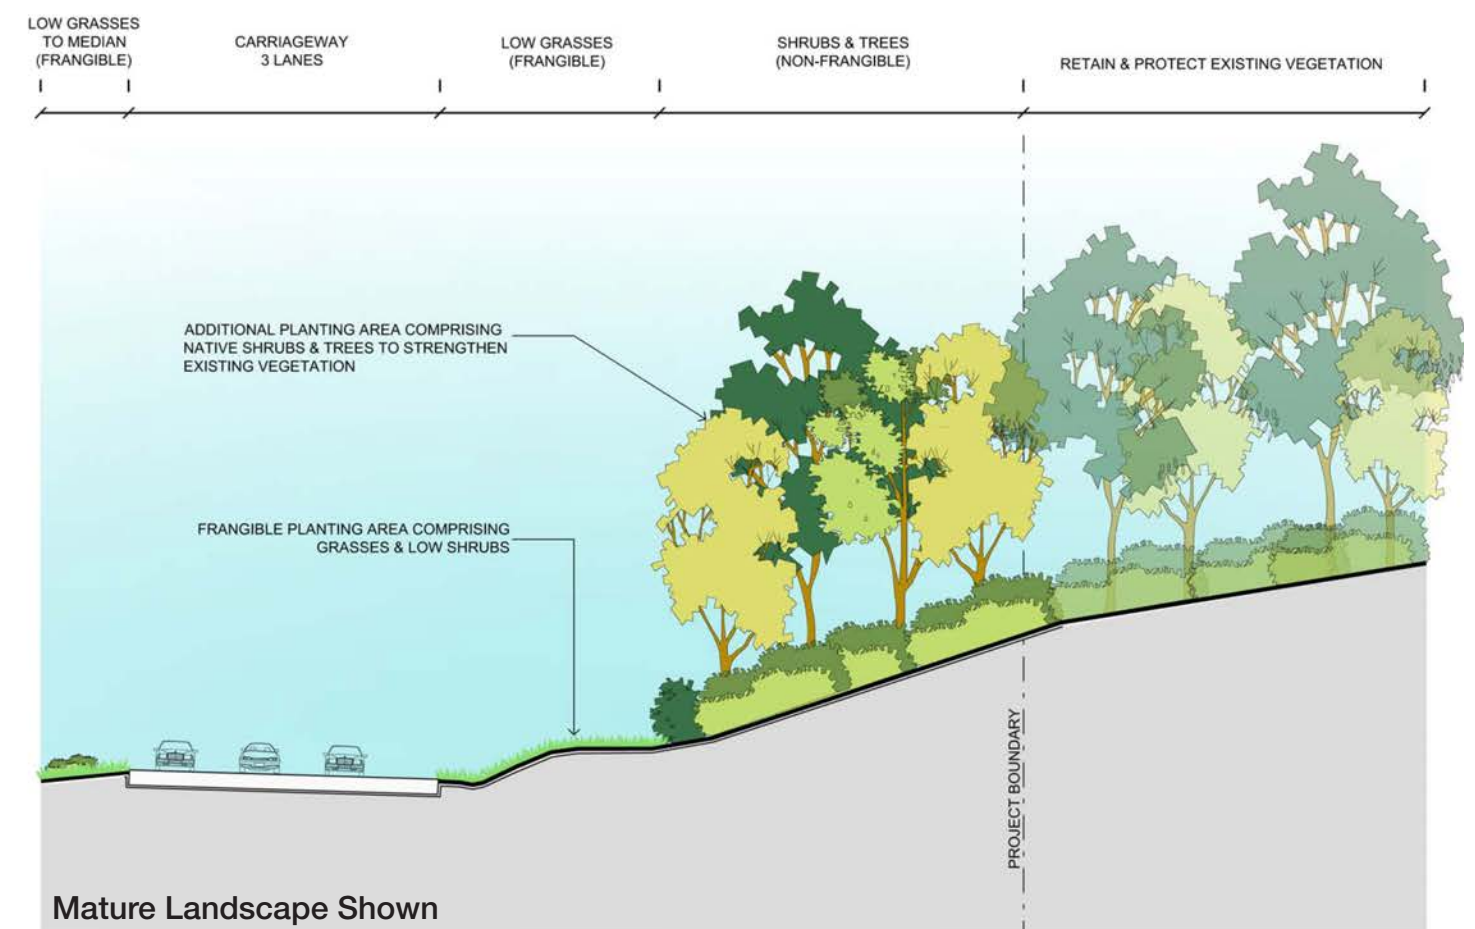 LOW GRASSES
TO MEDIAN
(FRANGIBLE)
CARRIAGEWAY
3 LANES
LOW GRASSES
(FRANGIBLE)
SHRUBS & TREES
(NON-FRANGIBLE)
RETAIN & PROTECT EXISTING VEGETATION
ADDITIONAL PLANTING AREA COMPRISING
NATIVE SHRUBS & TREES TO STRENGTHEN
EXISTING VEGETATION
FRANGIBLE PLANTING AREA COMPRISING
GRASSES & LOW SHRUBS
PROJECT BOUNDARY
Mature Landscape Shown